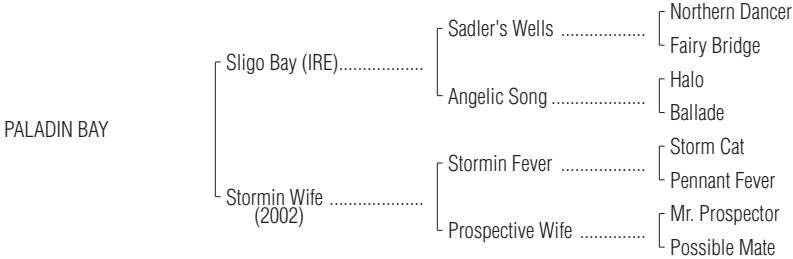 Northern Dancer
Sadler's Wells ..................
Fairy Bridge
Sligo Bay (IRE)..................
Halo
Angelic Song ....................
Ballade
PALADIN BAY
Storm Cat
Stormin Fever ..................
Pennant Fever
Stormin Wife ....................
(2002)
Mr. Prospector
Prospective Wife ..............
Possible Mate